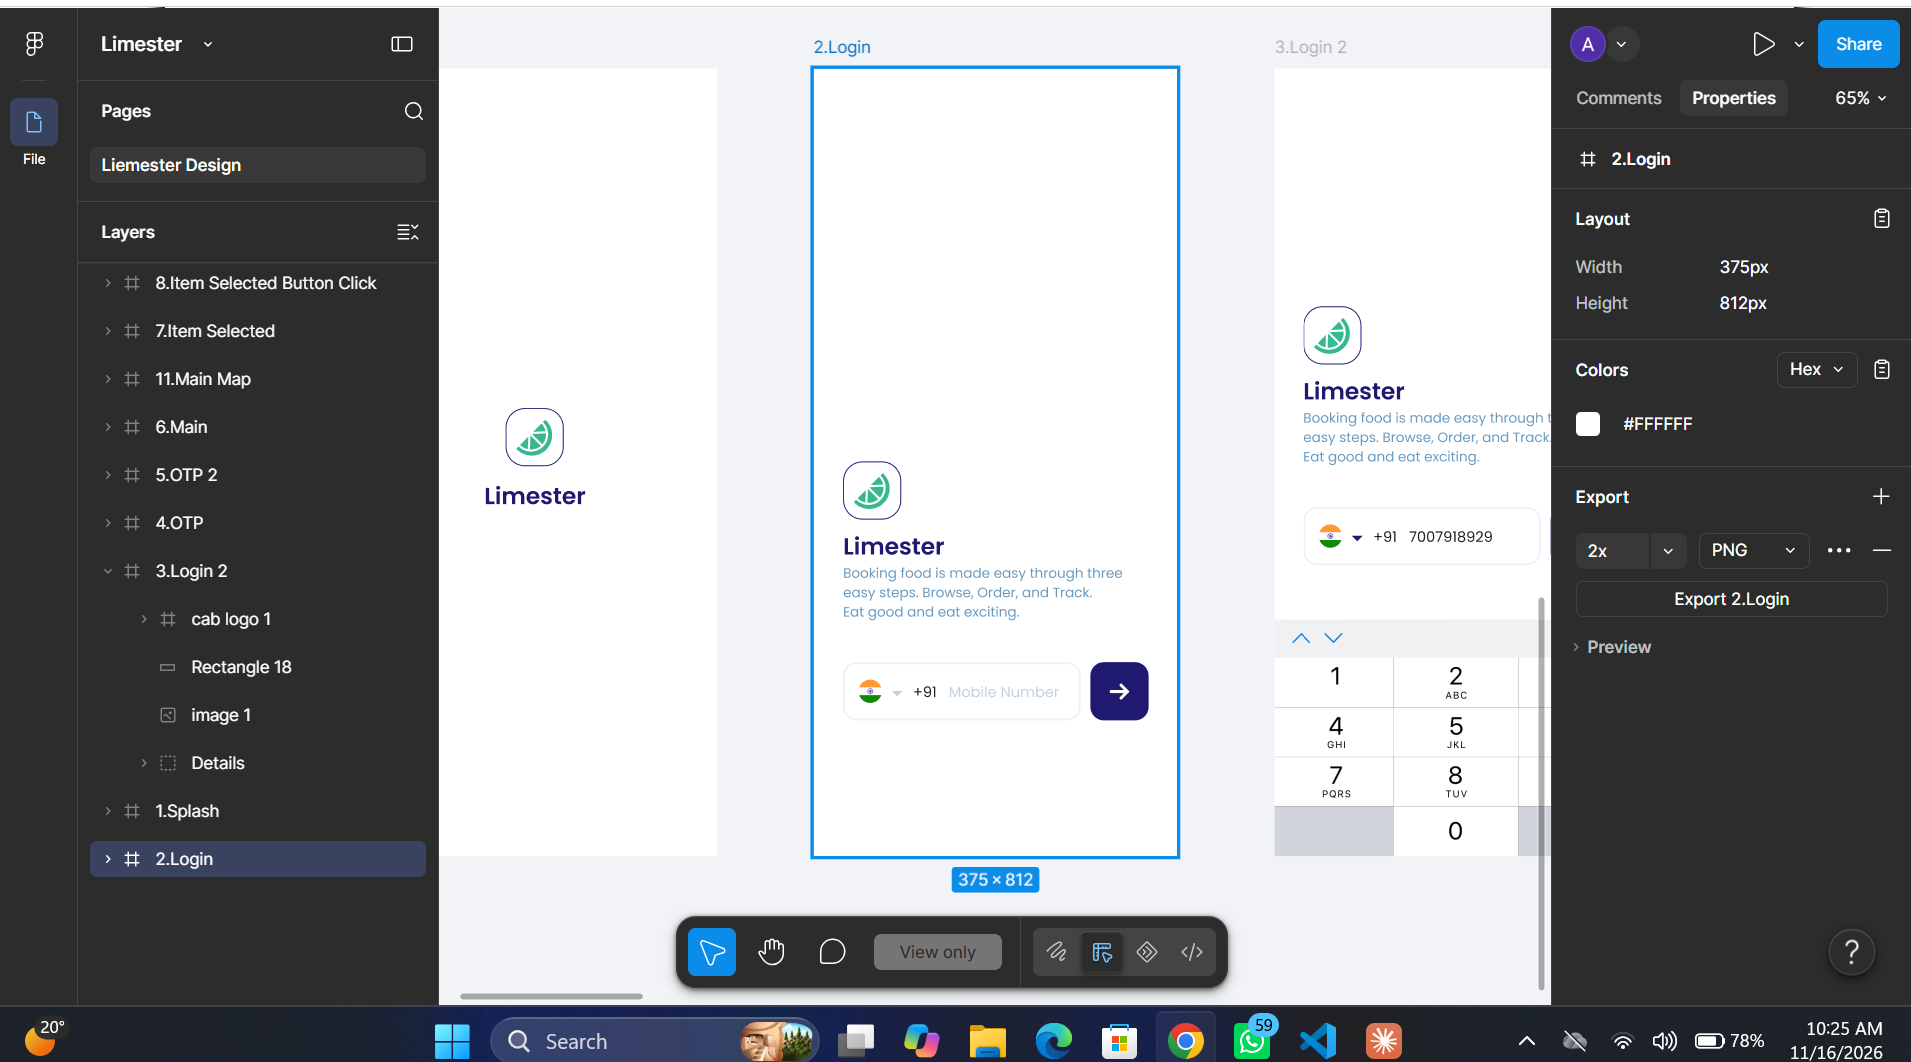 Limester
Pages
File
Liemester Design
Layers
8.Item Selected Button Click
7.Item Selected
11.Main Map
6.Main
5.OTP 2
4.OTP
3.Login 2
cab logo 1
Rectangle 18
image 1
Details
1.Splash
2.Login
Limester
2.Login
Limester
Booking food is made easy through three
easy steps. Browse, Order, and Track.
Eat good and eat exciting.
+91 Mobile Number
375 × 812
3.Login 2
Limester
Booking food is made easy through t
easy steps. Browse, Order, and Track.
Eat good and eat exciting.
+91 7007918929
1
2
ABC
4
GHI
5
JKL
7
PQRS
8
TUV
0
View only
A
Share
Comments
Properties
65%
2.Login
Layout
Width 375px
Height 812px
Colors
Hex
#FFFFFF
Export
2x
PNG
Export 2.Login
Preview
?
20°
Search
59
78%
10:25 AM
11/16/2026